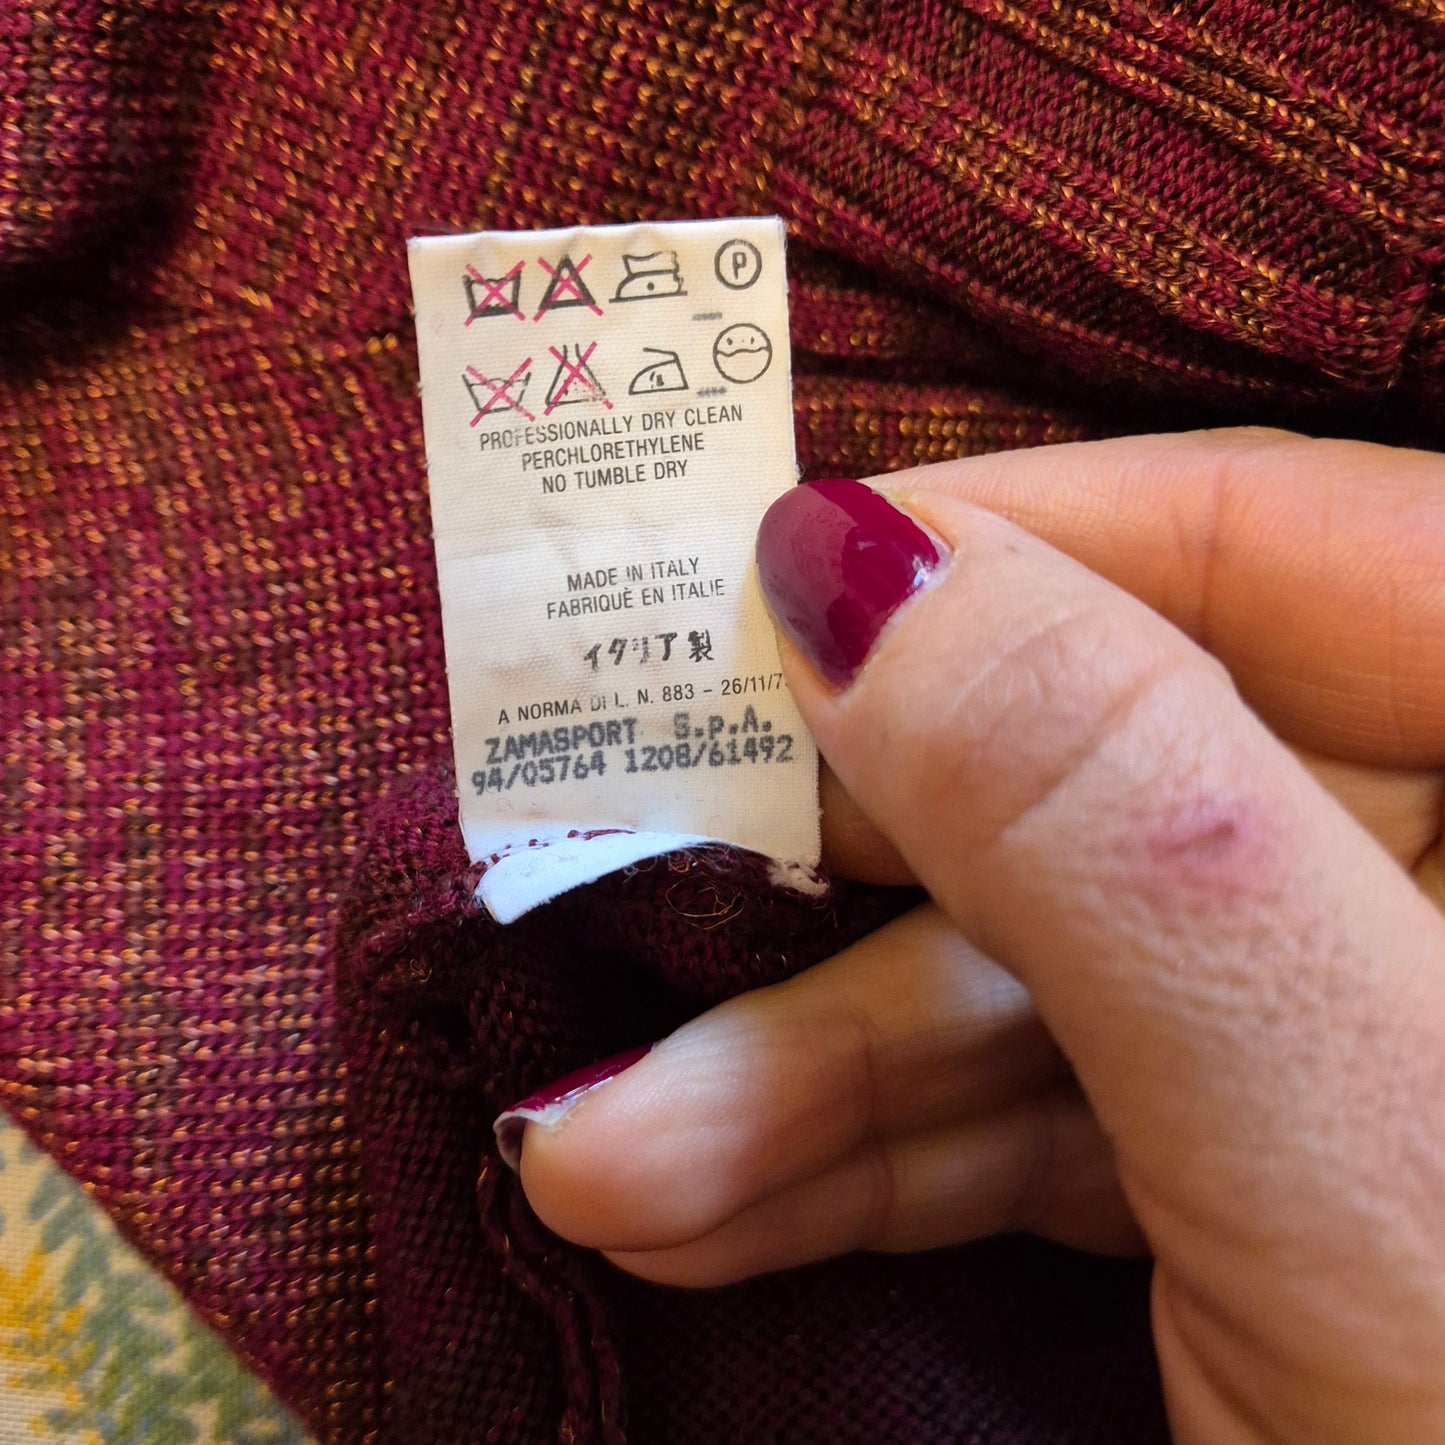 P
PROFESSIONALLY DRY CLEAN
PERCHLORETHYLENE
NO TUMBLE DRY
MADE IN ITALY
FABRIQUÈ EN ITALIE
イタリア製
A NORMA DI L. N. 883 - 26/11/7
ZAMASPORT S.p.A.
94/05764 1208/61492